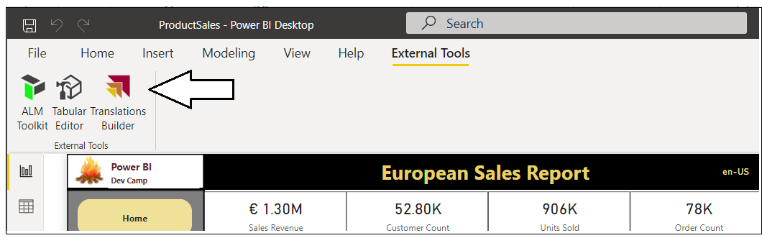 ProductSales - Power BI Desktop
Search
File Home Insert Modeling View Help External Tools
ALM Tabular Translations
Toolkit Editor Builder
External Tools
Power BI
Dev Camp
European Sales Report
en-US
Home
€ 1.30M 52.80K 906K 78K
Sales Revenue Customer Count Units Sold Order Count